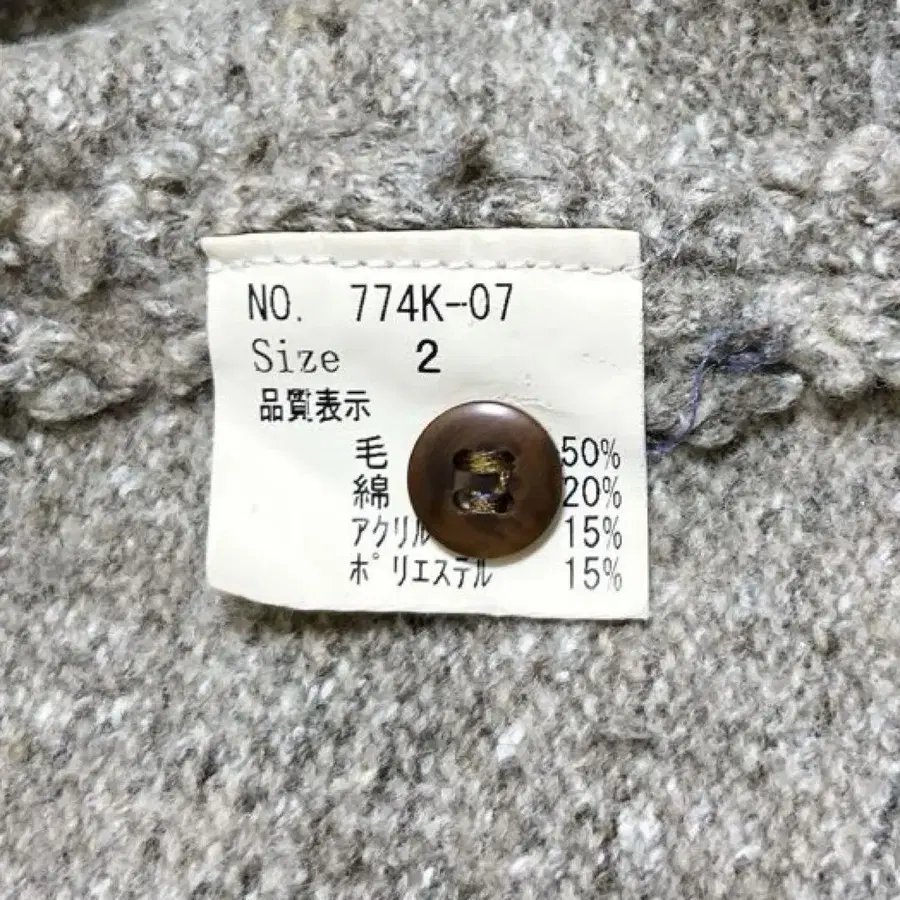 NO. 774K-07
Size 2
品質表示
毛 50%
綿 20%
アクリル 15%
ポリエステル 15%